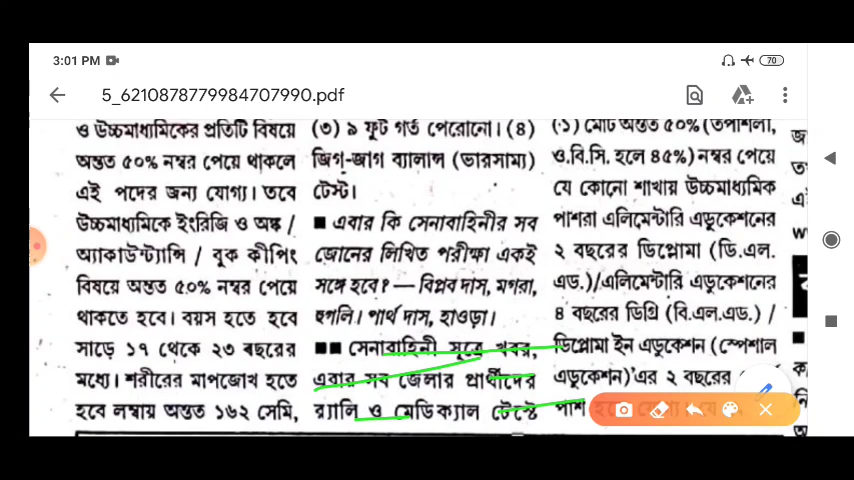 3:01 PM
70
5_6210878779984707990.pdf
ও উচ্চমাধ্যমিকের প্রতিটি বিষয়ে
অন্তত ৫০% নম্বর পেয়ে থাকলে
এই পদের জন্য যোগ্য। তবে
উচ্চমাধ্যমিকে ইংরিজি ও অঙ্ক /
অ্যাকাউন্ট্যান্সি / বুক কীপিং
বিষয়ে অন্তত ৫০% নম্বর পেয়ে
থাকতে হবে। বয়স হতে হবে
সাড়ে ১৭ থেকে ২৩ বছরের
মধ্যে। শরীরের মাপজোখ হতে
হবে লম্বায় অন্তত ১৬২ সেমি,
(৩) ৯ ফুট গর্ত পেরোনো। (৪)
জিগ-জাগ ব্যালান্স (ভারসাম্য)
টেস্ট।
■ এবার কি সেনাবাহিনীর সব
জোনের লিখিত পরীক্ষা একই
সঙ্গে হবে? — বিপ্লব দাস, মগরা,
হুগলি। পার্থ দাস, হাওড়া।
■■ সেনাবাহিনী সূত্রে খবর,
এবার সব জেলার প্রার্থীদের
র‍্যালি ও মেডিক্যাল টেস্টে
(১) মোট অন্তত ৫০% (তপশিলী,
ও.বি.সি. হলে ৪৫%) নম্বর পেয়ে
যে কোনো শাখায় উচ্চমাধ্যমিক
পাশরা এলিমেন্টারি এডুকেশনের
২ বছরের ডিপ্লোমা (ডি.এল.
এড.)/এলিমেন্টারি এডুকেশনের
৪ বছরের ডিগ্রি (বি.এল.এড.) /
ডিপ্লোমা ইন এডুকেশন (স্পেশাল
এডুকেশন)'এর ২ বছরের
পাশ